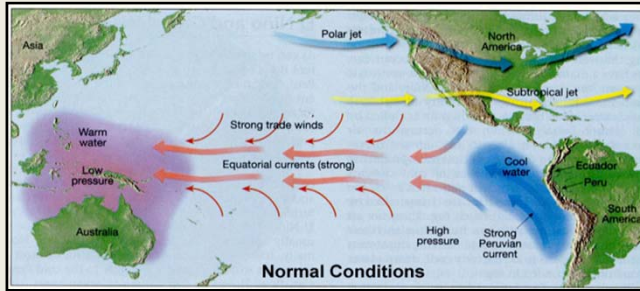 Asia
Polar jet
North
America
Subtropical jet
Strong trade winds
Warm
water
Equatorial currents (strong)
Low
pressure
Cool
water
Ecuador
Peru
South
America
Australia
High
pressure
Strong
Peruvian
current
Normal Conditions